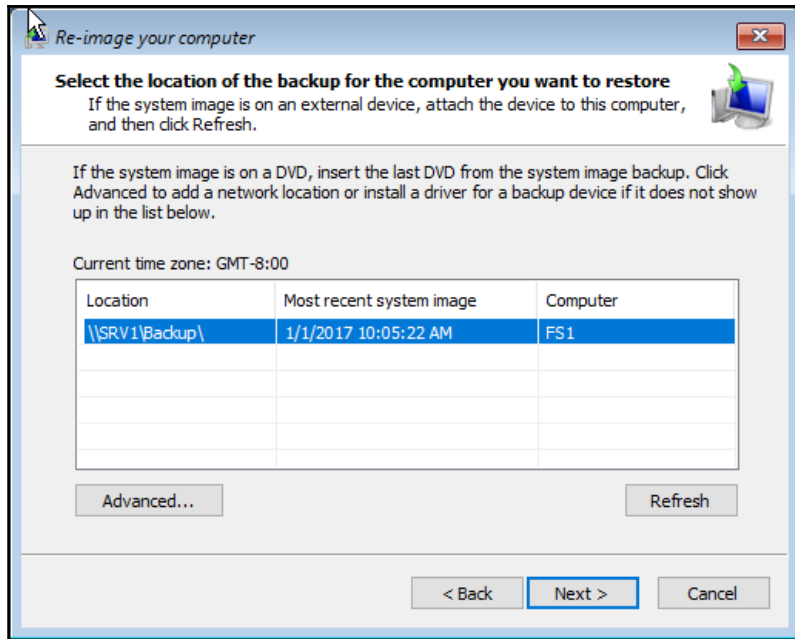 Re-image your computer
Select the location of the backup for the computer you want to restore
If the system image is on an external device, attach the device to this computer,
and then click Refresh.
If the system image is on a DVD, insert the last DVD from the system image backup. Click
Advanced to add a network location or install a driver for a backup device if it does not show
up in the list below.
Current time zone: GMT-8:00
Location Most recent system image Computer
\\SRV1\Backup\ 1/1/2017 10:05:22 AM FS1
Advanced... Refresh
< Back Next > Cancel